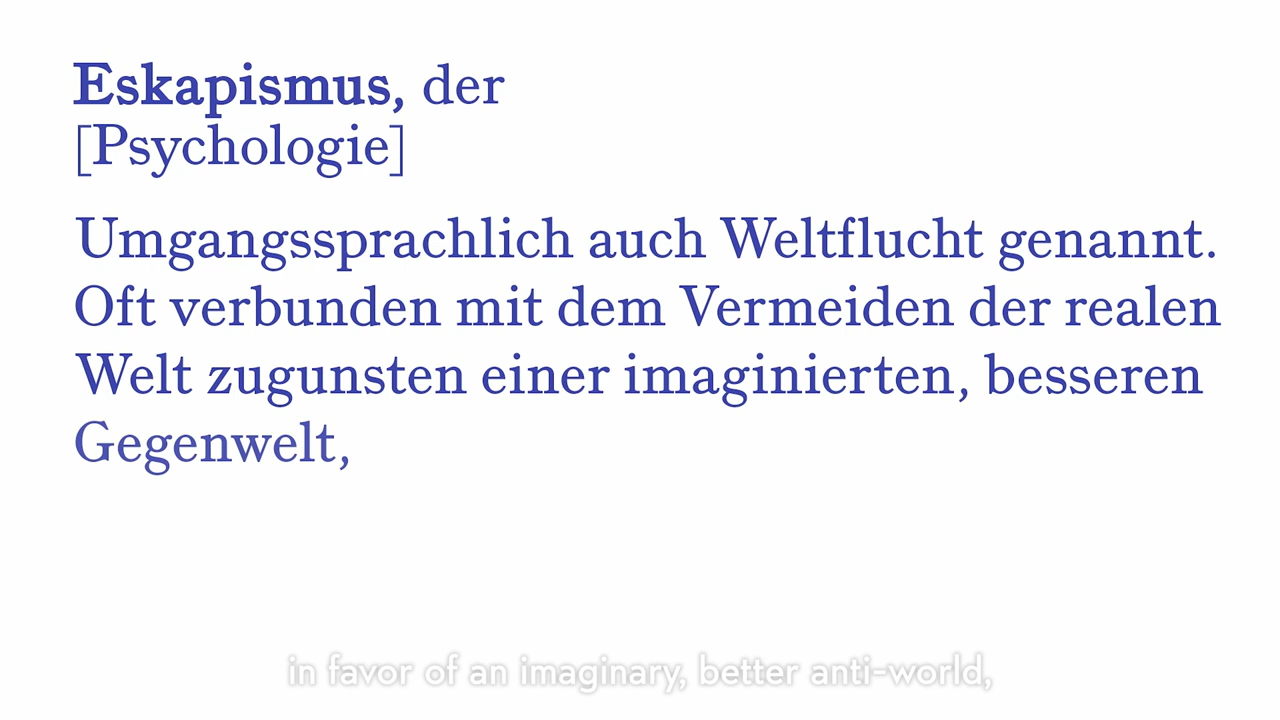 Eskapismus, der
[Psychologie]
Umgangssprachlich auch Weltflucht genannt.
Oft verbunden mit dem Vermeiden der realen
Welt zugunsten einer imaginierten, besseren
Gegenwelt,
in favor of an imaginary, better anti-world,